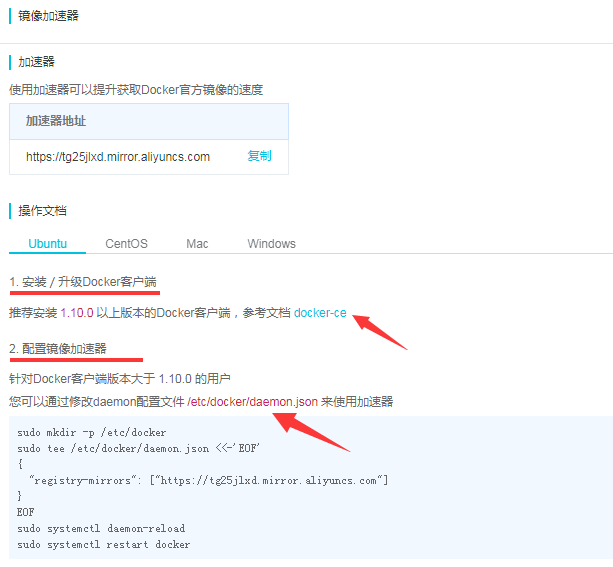 镜像加速器
加速器
使用加速器可以提升获取Docker官方镜像的速度
加速器地址
https://tg25jlxd.mirror.aliyuncs.com 复制
操作文档
Ubuntu CentOS Mac Windows
1. 安装 / 升级Docker客户端
推荐安装 1.10.0 以上版本的Docker客户端，参考文档 docker-ce
2. 配置镜像加速器
针对Docker客户端版本大于 1.10.0 的用户
您可以通过修改daemon配置文件 /etc/docker/daemon.json 来使用加速器
sudo mkdir -p /etc/docker
sudo tee /etc/docker/daemon.json <<-'EOF'
{
  "registry-mirrors": ["https://tg25jlxd.mirror.aliyuncs.com"]
}
EOF
sudo systemctl daemon-reload
sudo systemctl restart docker